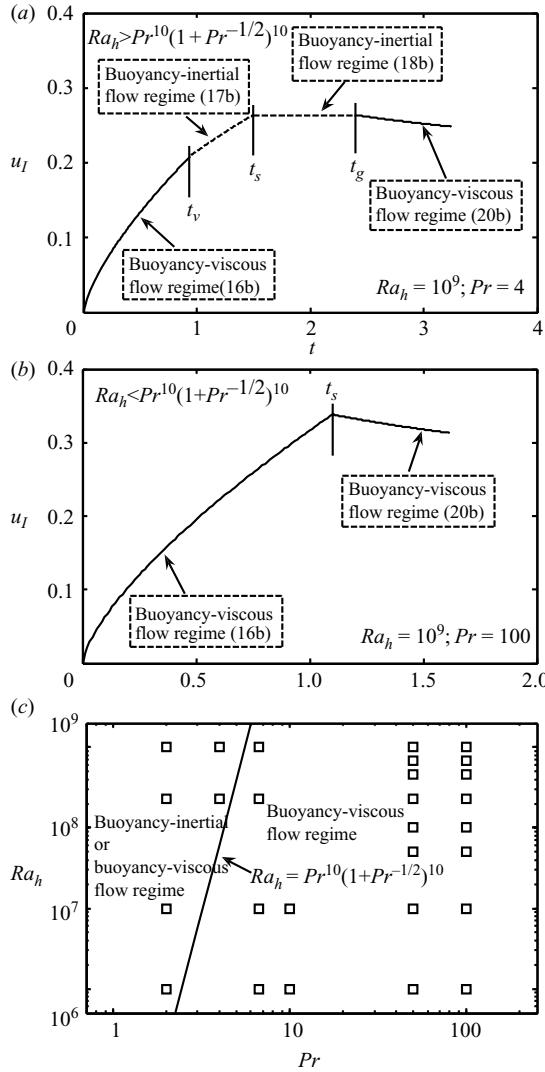 (a)
0.4
0.3
u_I
0.2
0.1
0
Ra_h>Pr^10(1 + Pr^-1/2)^10
Buoyancy-inertial
flow regime (17b)
Buoyancy-inertial
flow regime (18b)
t_v
t_s
t_g
Buoyancy-viscous
flow regime(16b)
Buoyancy-viscous
flow regime (20b)
Ra_h = 10^9; Pr = 4
1 2 3 4
t
(b)
0.4
0.3
u_I
0.2
0.1
0
Ra_h<Pr^10(1+Pr^-1/2)^10
t_s
Buoyancy-viscous
flow regime (20b)
Buoyancy-viscous
flow regime (16b)
Ra_h = 10^9; Pr = 100
0.5 1.0 1.5 2.0
(c)
10^9
10^8
Ra_h
10^7
10^6
Buoyancy-inertial
or
buoyancy-viscous
flow regime
Buoyancy-viscous
flow regime
Ra_h = Pr^10(1+Pr^-1/2)^10
1 10 100
Pr